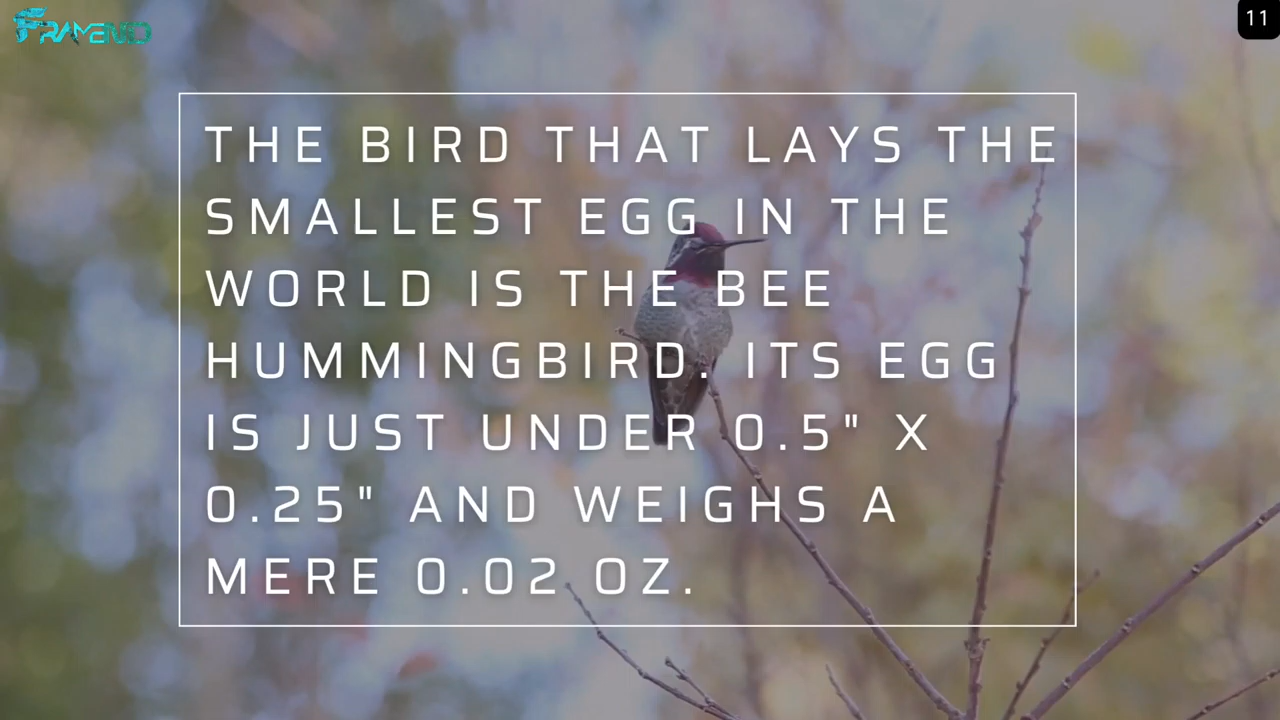 FRAMEND
11
THE BIRD THAT LAYS THE
SMALLEST EGG IN THE
WORLD IS THE BEE
HUMMINGBIRD. ITS EGG
IS JUST UNDER 0.5" X
0.25" AND WEIGHS A
MERE 0.02 OZ.